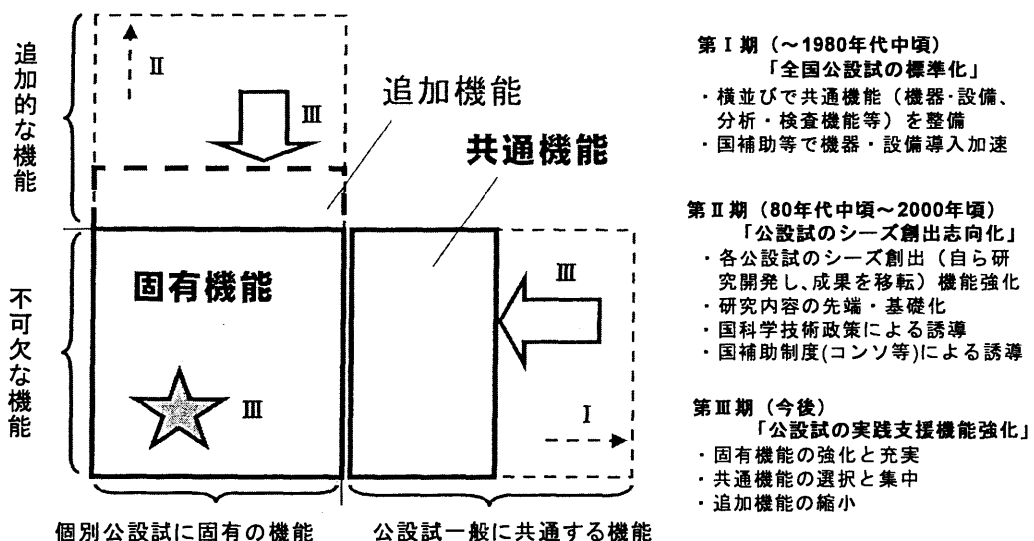 追加的な機能
不可欠な機能
Ⅱ
Ⅲ
追加機能
共通機能
固有機能
Ⅲ
Ⅲ
Ⅰ
個別公設試に固有の機能
公設試一般に共通する機能
第Ⅰ期(~1980年代中頃)
「全国公設試の標準化」
・横並びで共通機能(機器・設備、
分析・検査機能等)を整備
・国補助等で機器・設備導入加速
第Ⅱ期(80年代中頃~2000年頃)
「公設試のシーズ創出志向化」
・各公設試のシーズ創出(自ら研
究開発し、成果を移転)機能強化
・研究内容の先端・基礎化
・国科学技術政策による誘導
・国補助制度(コンソ等)による誘導
第Ⅲ期(今後)
「公設試の実践支援機能強化」
・固有機能の強化と充実
・共通機能の選択と集中
・追加機能の縮小